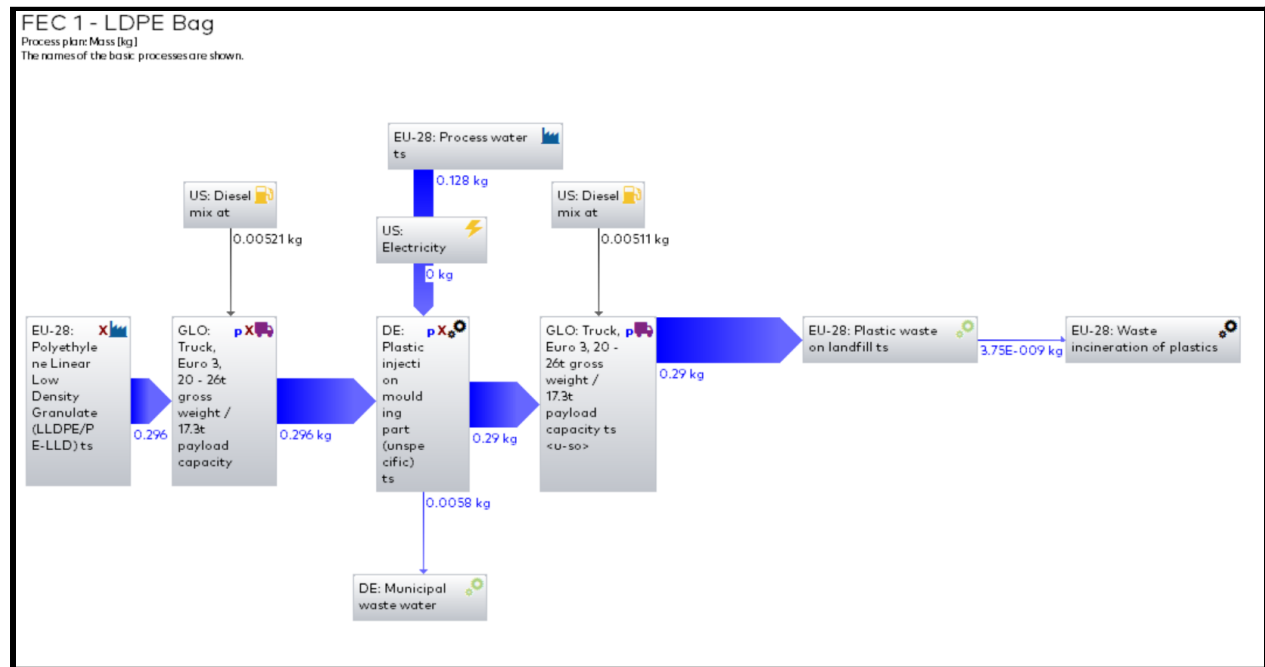 FEC 1 - LDPE Bag
Process plan: Mass [kg]
The names of the basic processes are shown.
EU-28: Process water
ts
0.128 kg
US: Diesel
mix at
0.00521 kg
US:
Electricity
0 kg
US: Diesel
mix at
0.00511 kg
EU-28: X
Polyethyle
ne Linear
Low
Density
Granulate
(LLDPE/P
E-LLD) ts
0.296
GLO: p X
Truck,
Euro 3,
20 - 26t
gross
weight /
17.3t
payload
capacity
0.296 kg
DE: p X
Plastic
injecti
on
mould
ing
part
(unspe
cific)
ts
0.29 kg
GLO: Truck, p
Euro 3, 20 -
26t gross
weight /
17.3t
payload
capacity ts
<u-so>
0.29 kg
EU-28: Plastic waste
on landfill ts
3.75E-009 kg
EU-28: Waste
incineration of plastics
0.0058 kg
DE: Municipal
waste water